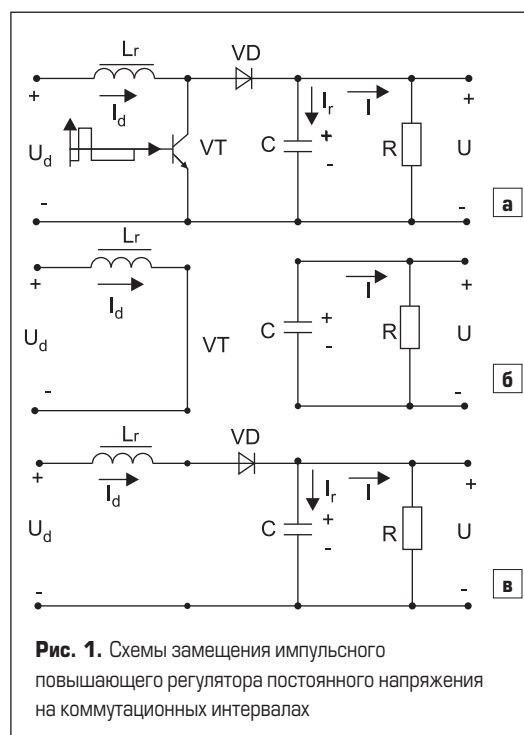 Lr VD
+ Id Ir I +
Ud VT C + - R U
- - а
Lr
+ Id I +
Ud VT C + - R U
- - б
Lr VD
+ Id Ir I +
Ud C + - R U
- - в
Рис. 1. Схемы замещения импульсного
повышающего регулятора постоянного напряжения
на коммутационных интервалах